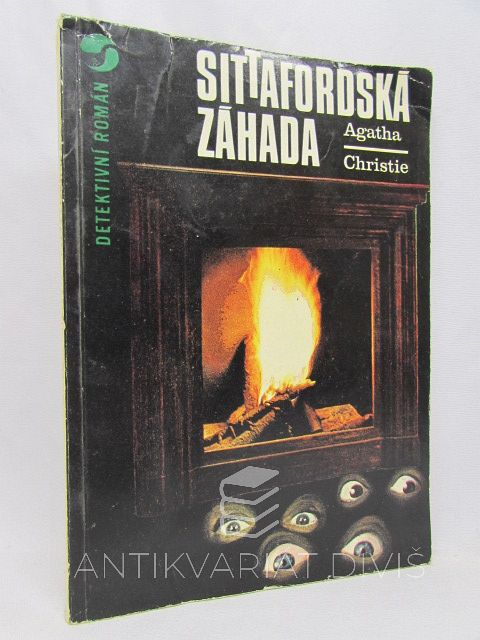 DETEKTIVNÍ ROMÁN
SITTAFORDSKÁ
ZÁHADA
Agatha
Christie
ANTIKVARIÁT DIVIŠ